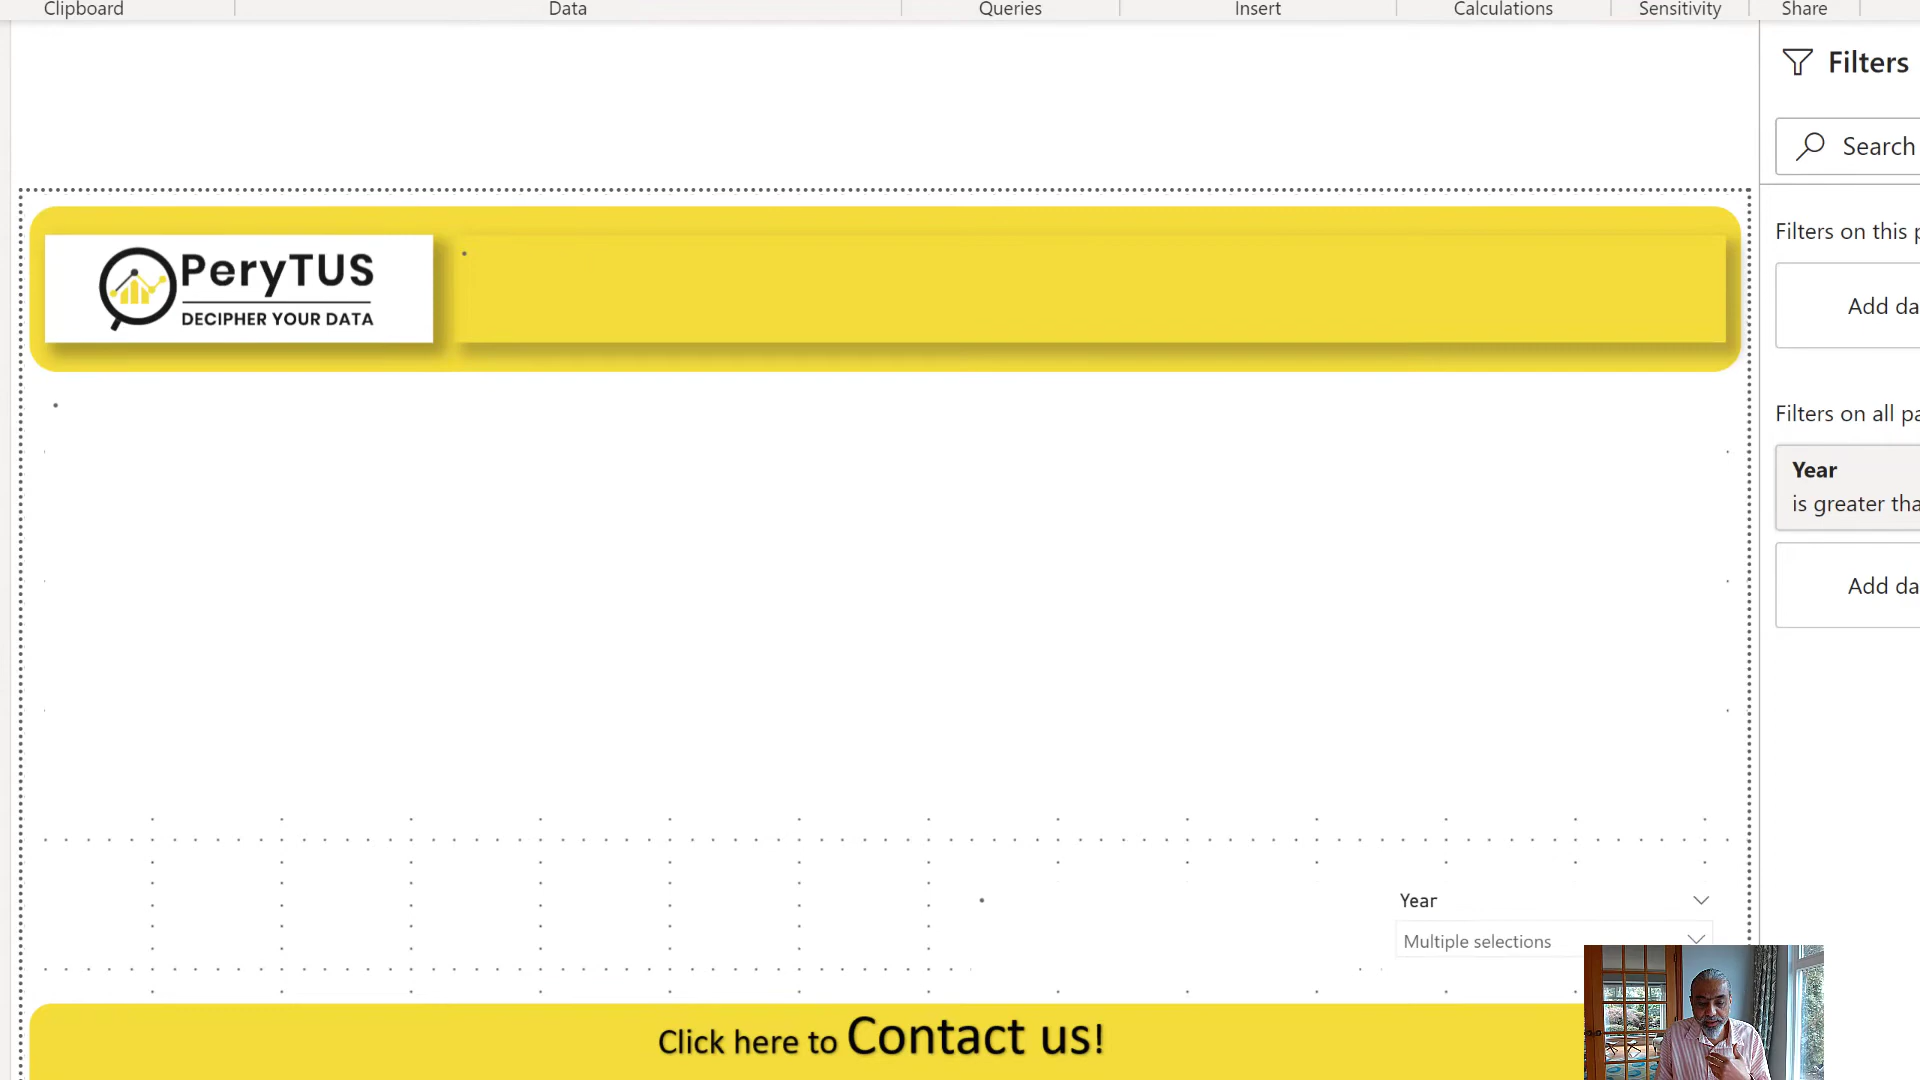 Clipboard
Data
Queries
Insert
Calculations
Sensitivity
Share
Filters
Search
Filters on this p
Add da
Filters on all pa
Year
is greater tha
Add da
PeryTUS
DECIPHER YOUR DATA
Year
Multiple selections
Click here to Contact us!